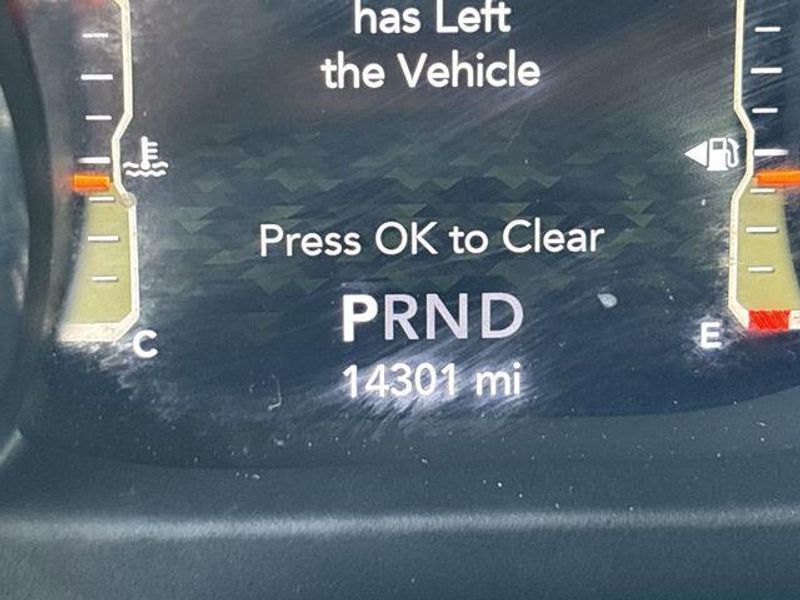 has Left
the Vehicle
Press OK to Clear
PRND
14301 mi
C
E